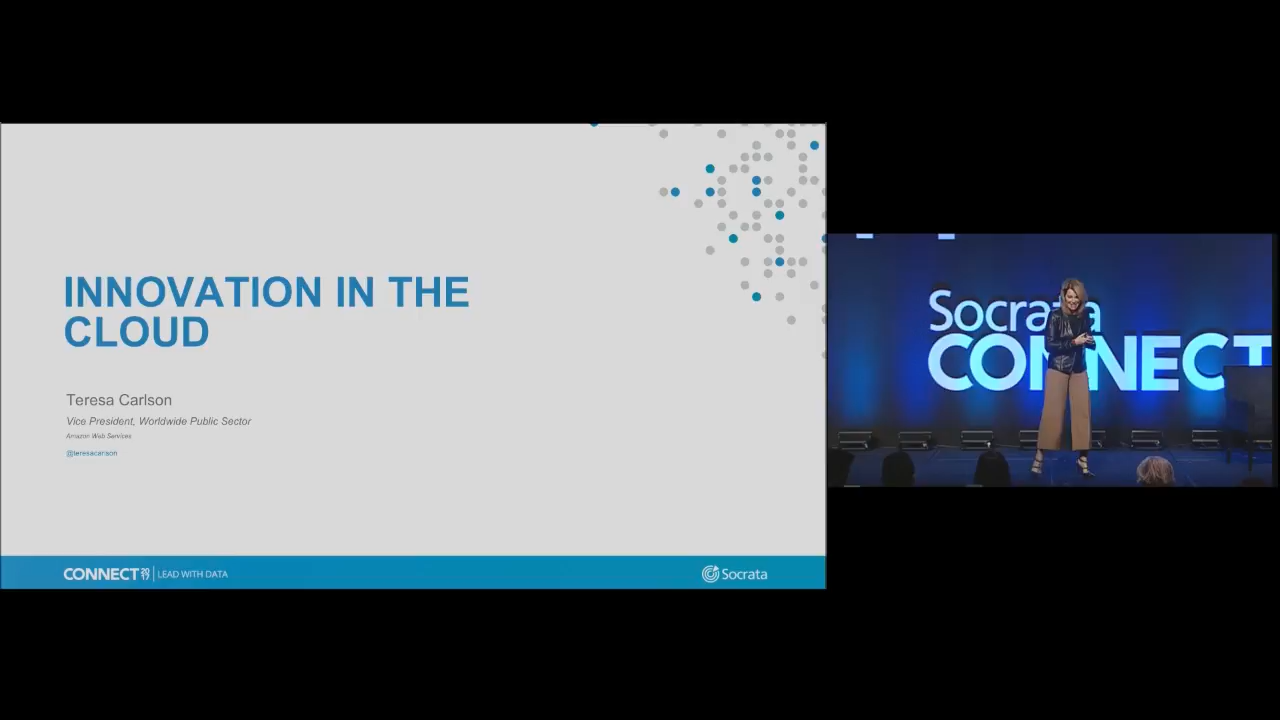 INNOVATION IN THE
CLOUD
Teresa Carlson
Vice President, Worldwide Public Sector
Amazon Web Services
@teresacarlson
CONNECT 2017 | LEAD WITH DATA
Socrata
Socrata
CONNECT